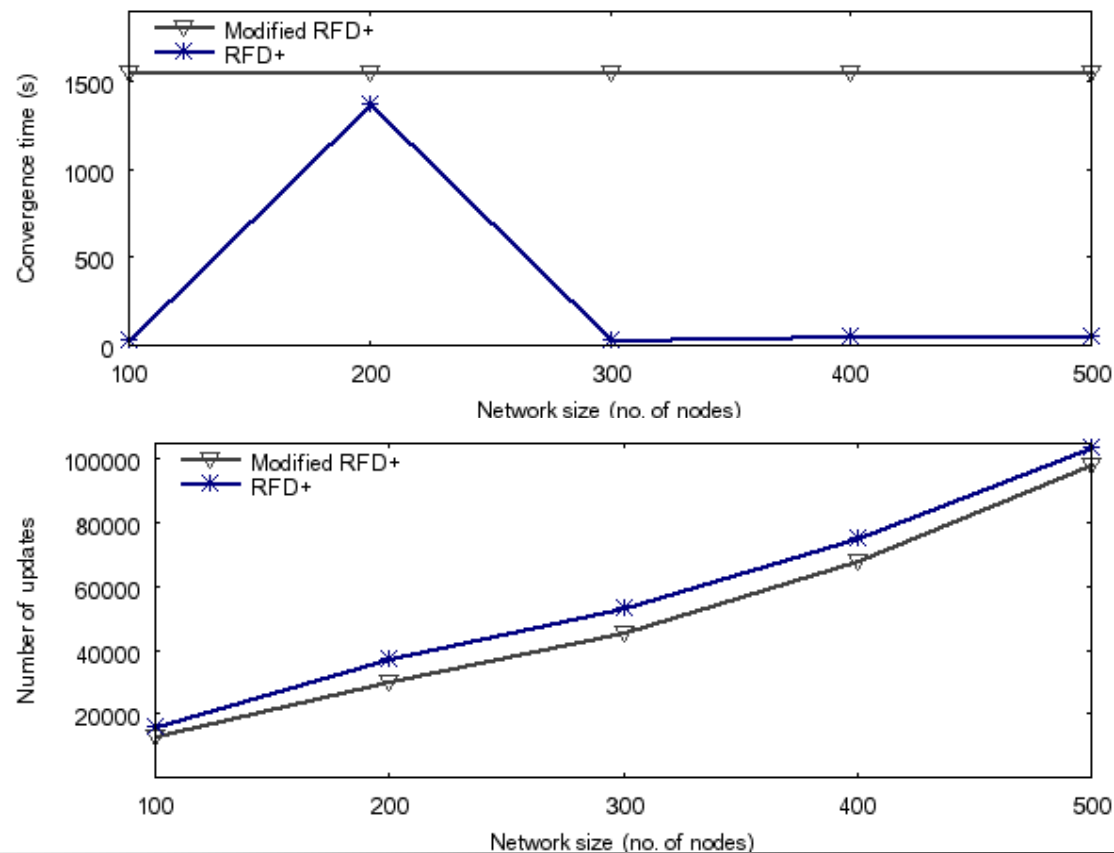 Modified RFD+
RFD+
Convergence time (s)
1500
1000
500
0
100 200 300 400 500
Network size (no. of nodes)
Modified RFD+
RFD+
Number of updates
100000
80000
60000
40000
20000
100 200 300 400 500
Network size (no. of nodes)